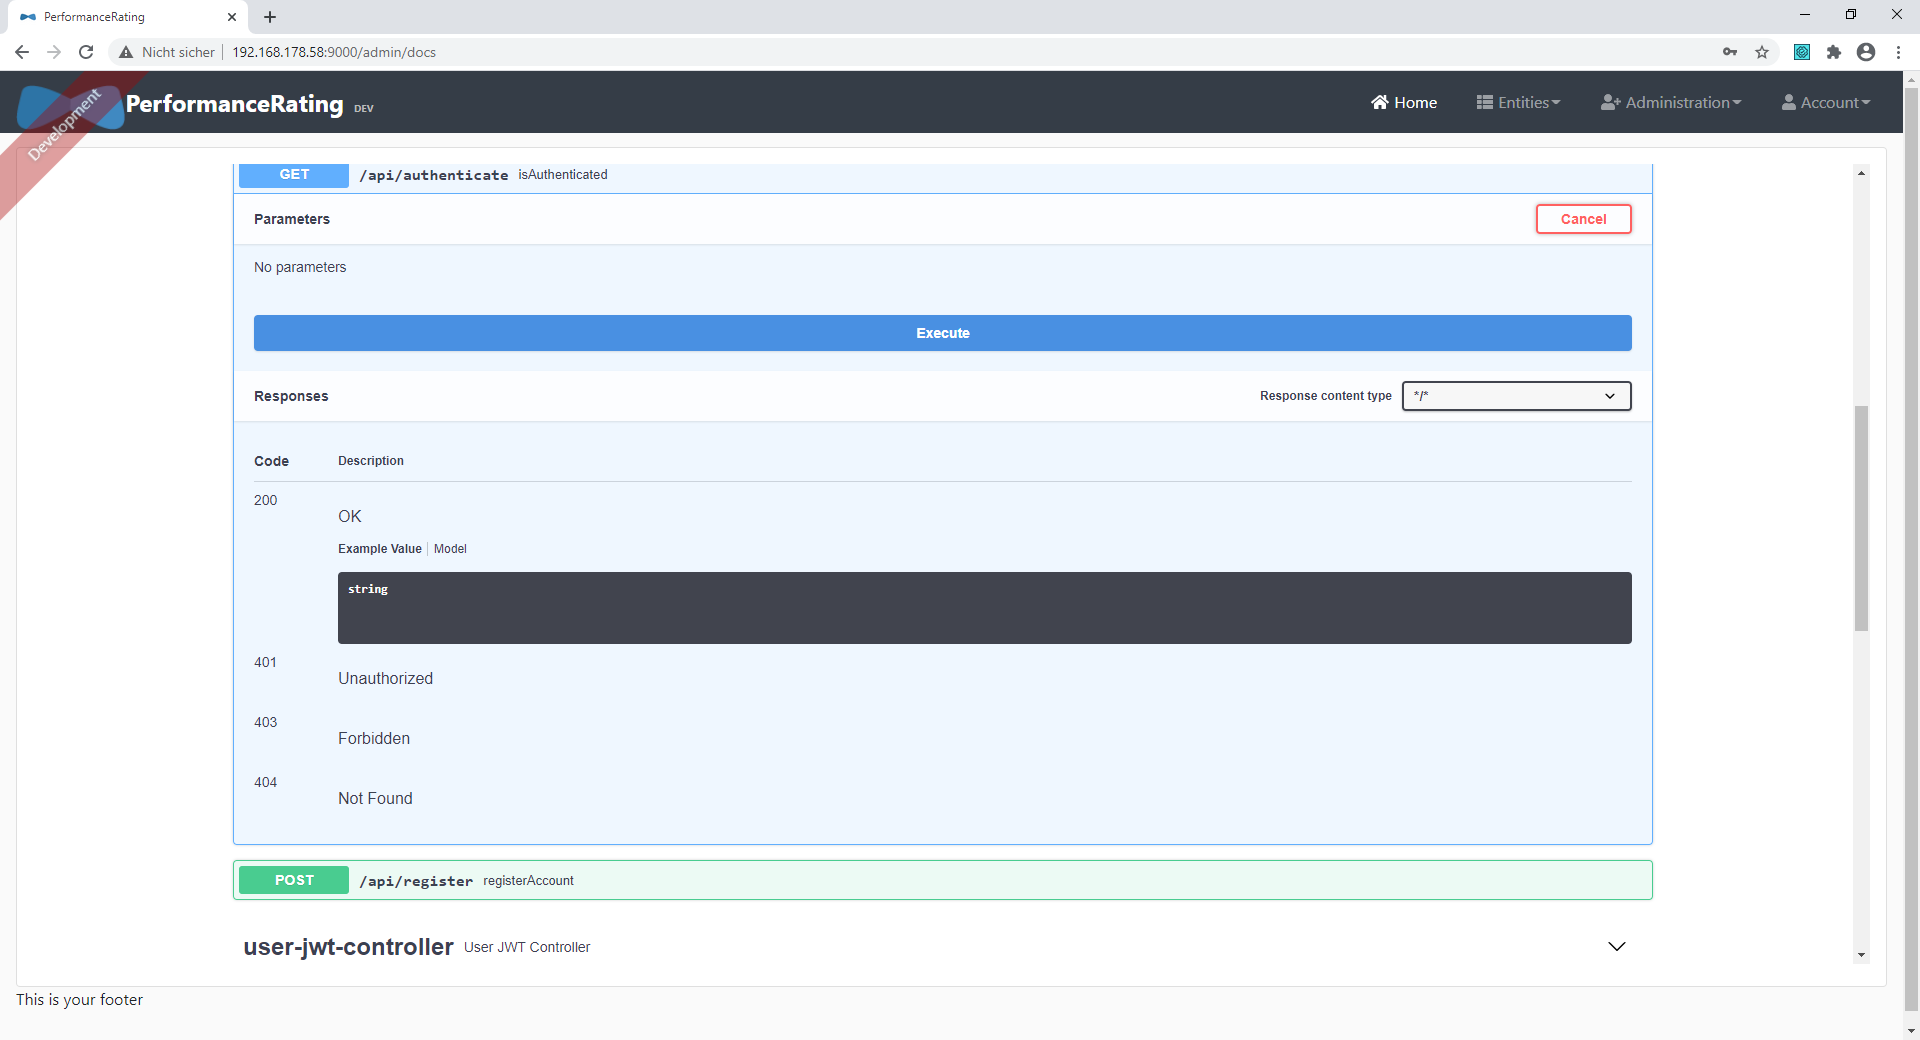 PerformanceRating
Nicht sicher
192.168.178.58:9000/admin/docs
Development
PerformanceRating DEV
Home
Entities
Administration
Account
GET /api/authenticate isAuthenticated
Parameters
Cancel
No parameters
Execute
Responses
Response content type
*/*
Code Description
200
OK
Example Value Model
string
401
Unauthorized
403
Forbidden
404
Not Found
POST /api/register registerAccount
user-jwt-controller User JWT Controller
This is your footer